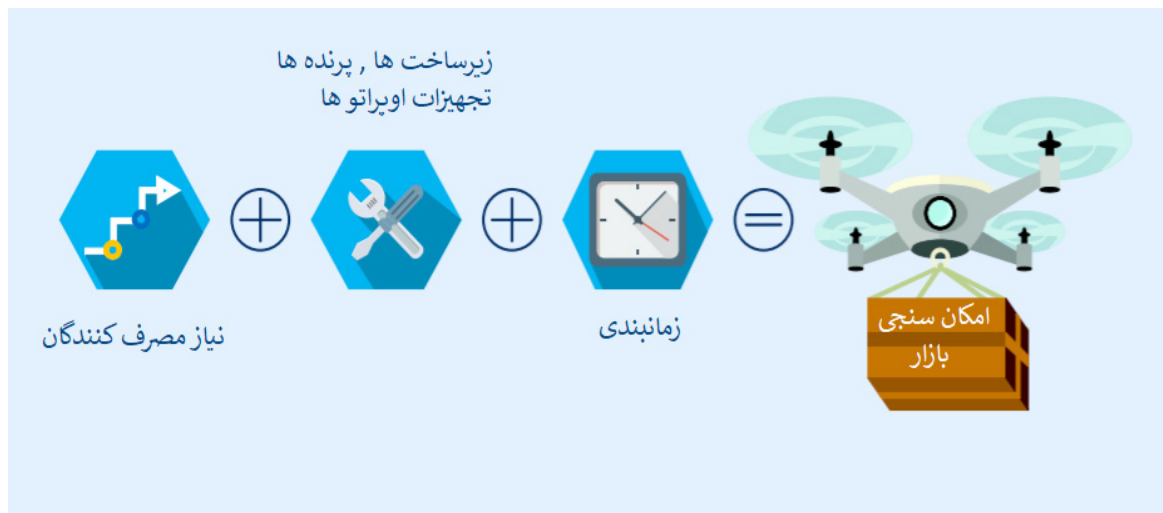 زیرساخت ها , پرنده ها
تجهیزات اوپراتو ها
نیاز مصرف کنندگان
زمانبندی
امکان سنجی
بازار